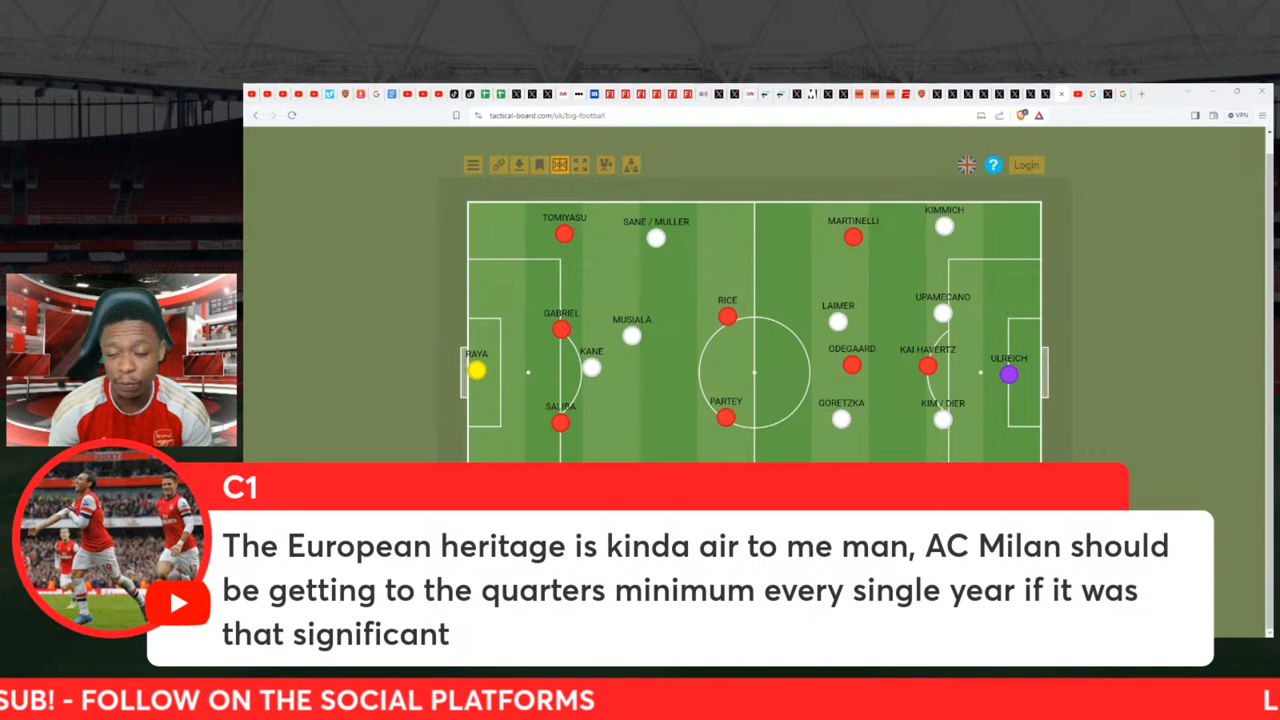 tactical-board.com/uk/big-football
VPN
Login
TOMIYASU
SANE / MULLER
MARTINELLI
KIMMICH
GABRIEL
MUSIALA
RICE
LAIMER
UPAMECANO
RAYA
KANE
ODEGAARD
KAI HAVERTZ
ULREICH
SALIBA
PARTEY
GORETZKA
KIM / DIER
C1
The European heritage is kinda air to me man, AC Milan should
be getting to the quarters minimum every single year if it was
that significant
SUB! - FOLLOW ON THE SOCIAL PLATFORMS
L